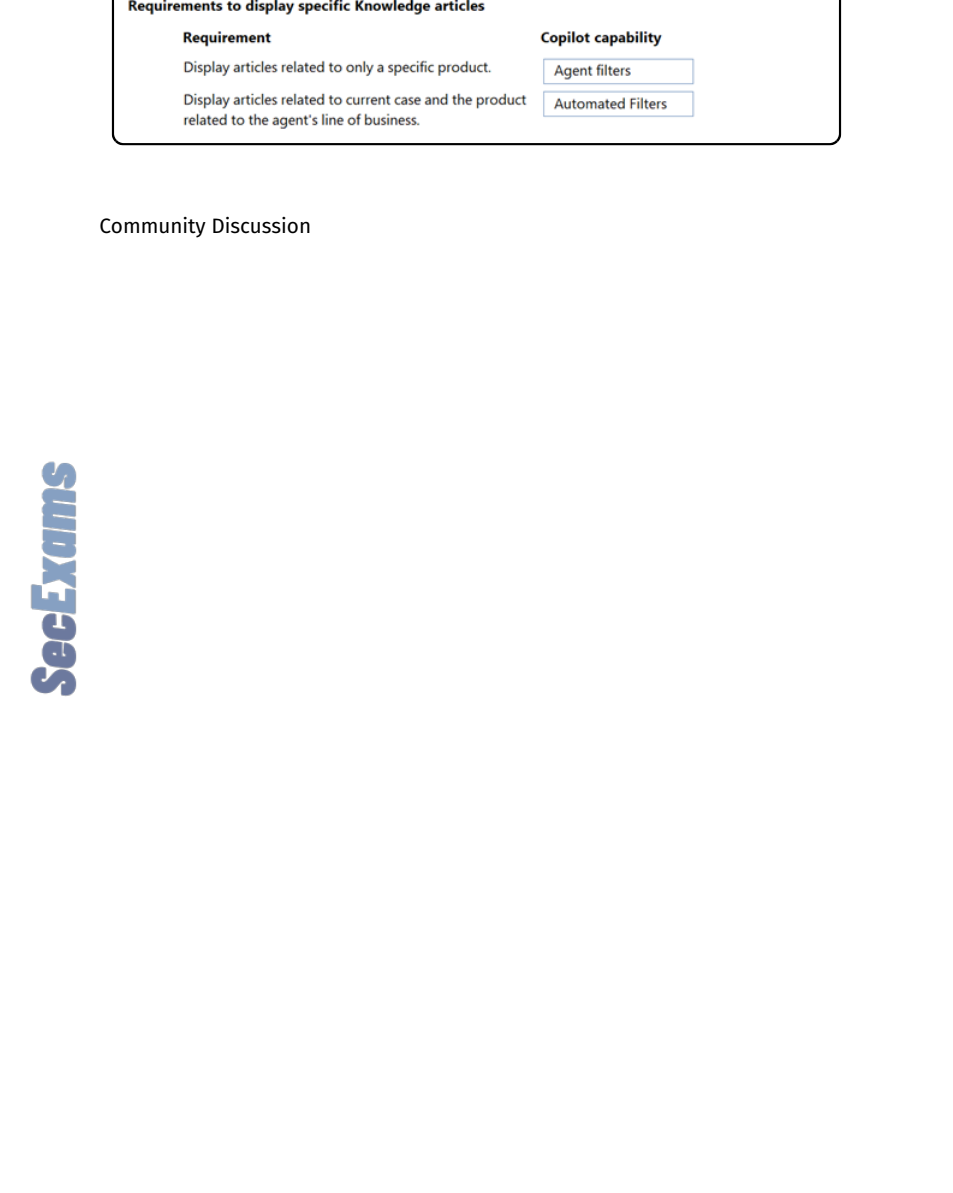 Requirements to display specific Knowledge articles
Requirement Copilot capability
Display articles related to only a specific product. Agent filters
Display articles related to current case and the product Automated Filters
related to the agent's line of business.
Community Discussion
SecExams